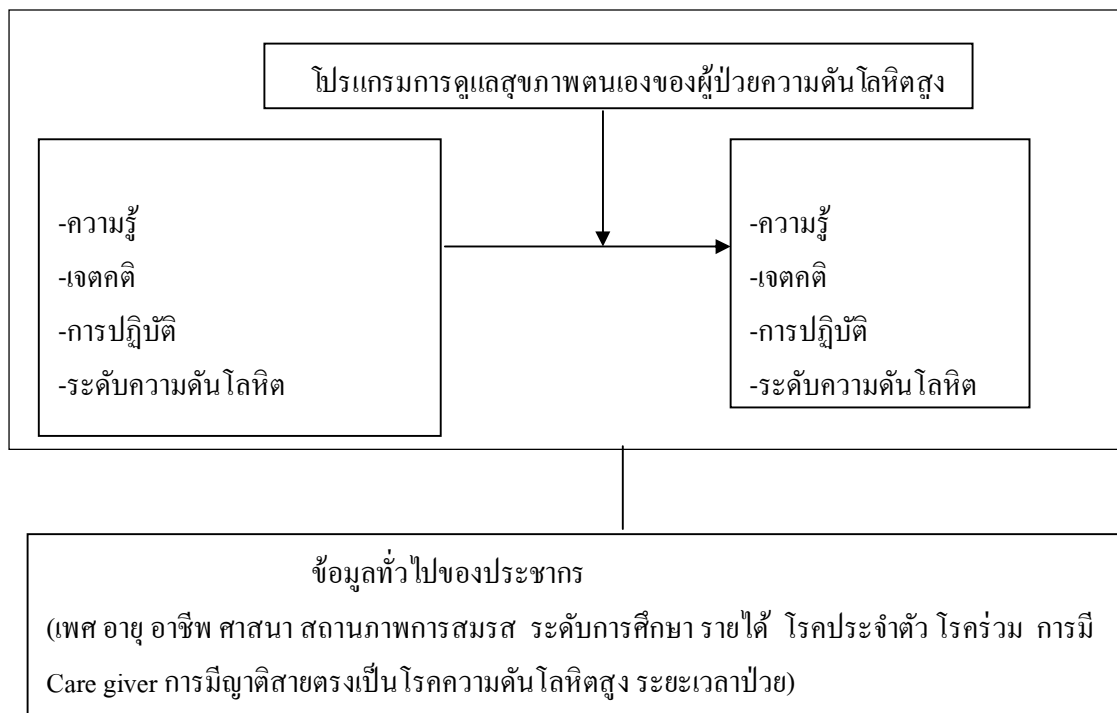 โปรแกรมการดูแลสุขภาพตนเองของผู้ป่วยความดันโลหิตสูง
-ความรู้
-เจตคติ
-การปฏิบัติ
-ระดับความดันโลหิต
-ความรู้
-เจตคติ
-การปฏิบัติ
-ระดับความดันโลหิต
ข้อมูลทั่วไปของประชากร
(เพศ อายุ อาชีพ ศาสนา สถานภาพการสมรส ระดับการศึกษา รายได้ โรคประจำตัว โรคร่วม การมี
Care giver การมีญาติสายตรงเป็นโรคความดันโลหิตสูง ระยะเวลาป่วย)